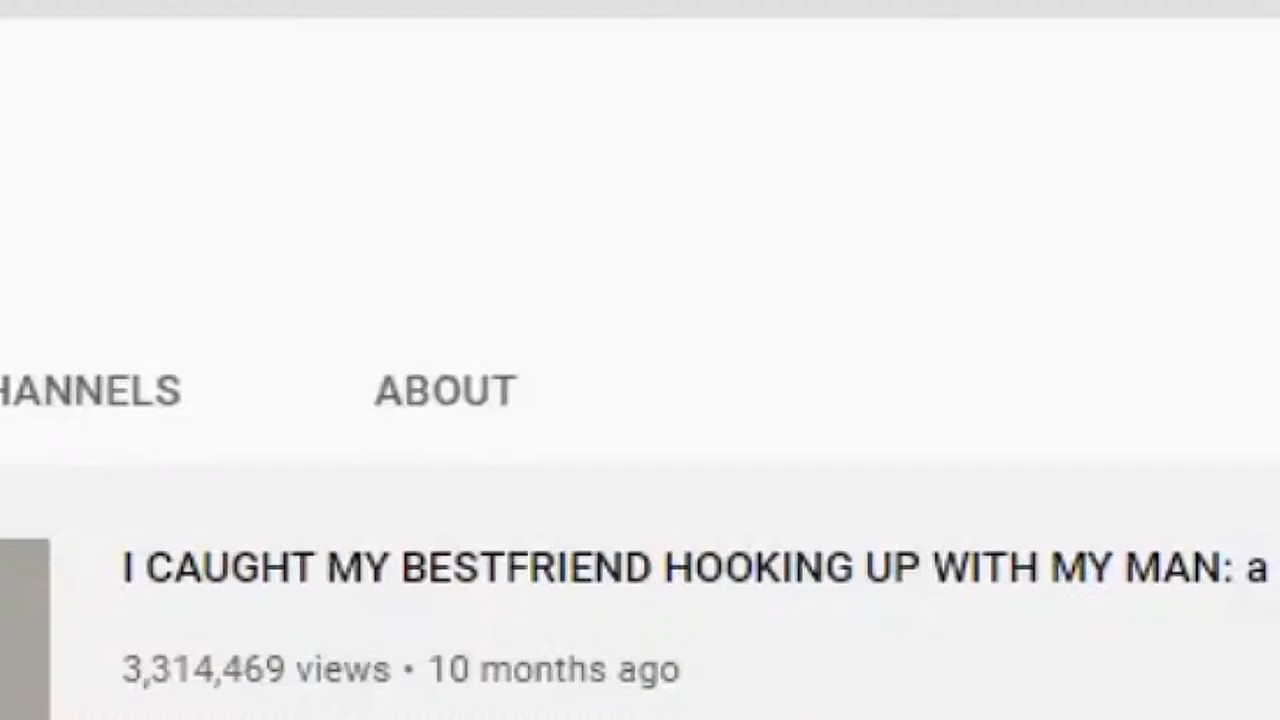 HANNELS ABOUT
I CAUGHT MY BESTFRIEND HOOKING UP WITH MY MAN: a
3,314,469 views • 10 months ago